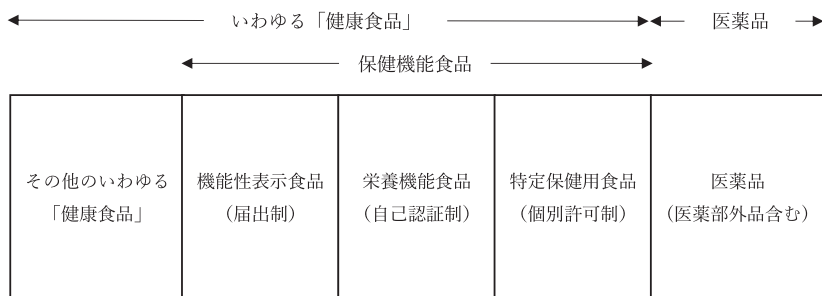 いわゆる「健康食品」
医薬品
保健機能食品
その他のいわゆる
「健康食品」
機能性表示食品
（届出制）
栄養機能食品
（自己認証制）
特定保健用食品
（個別許可制）
医薬品
（医薬部外品含む）